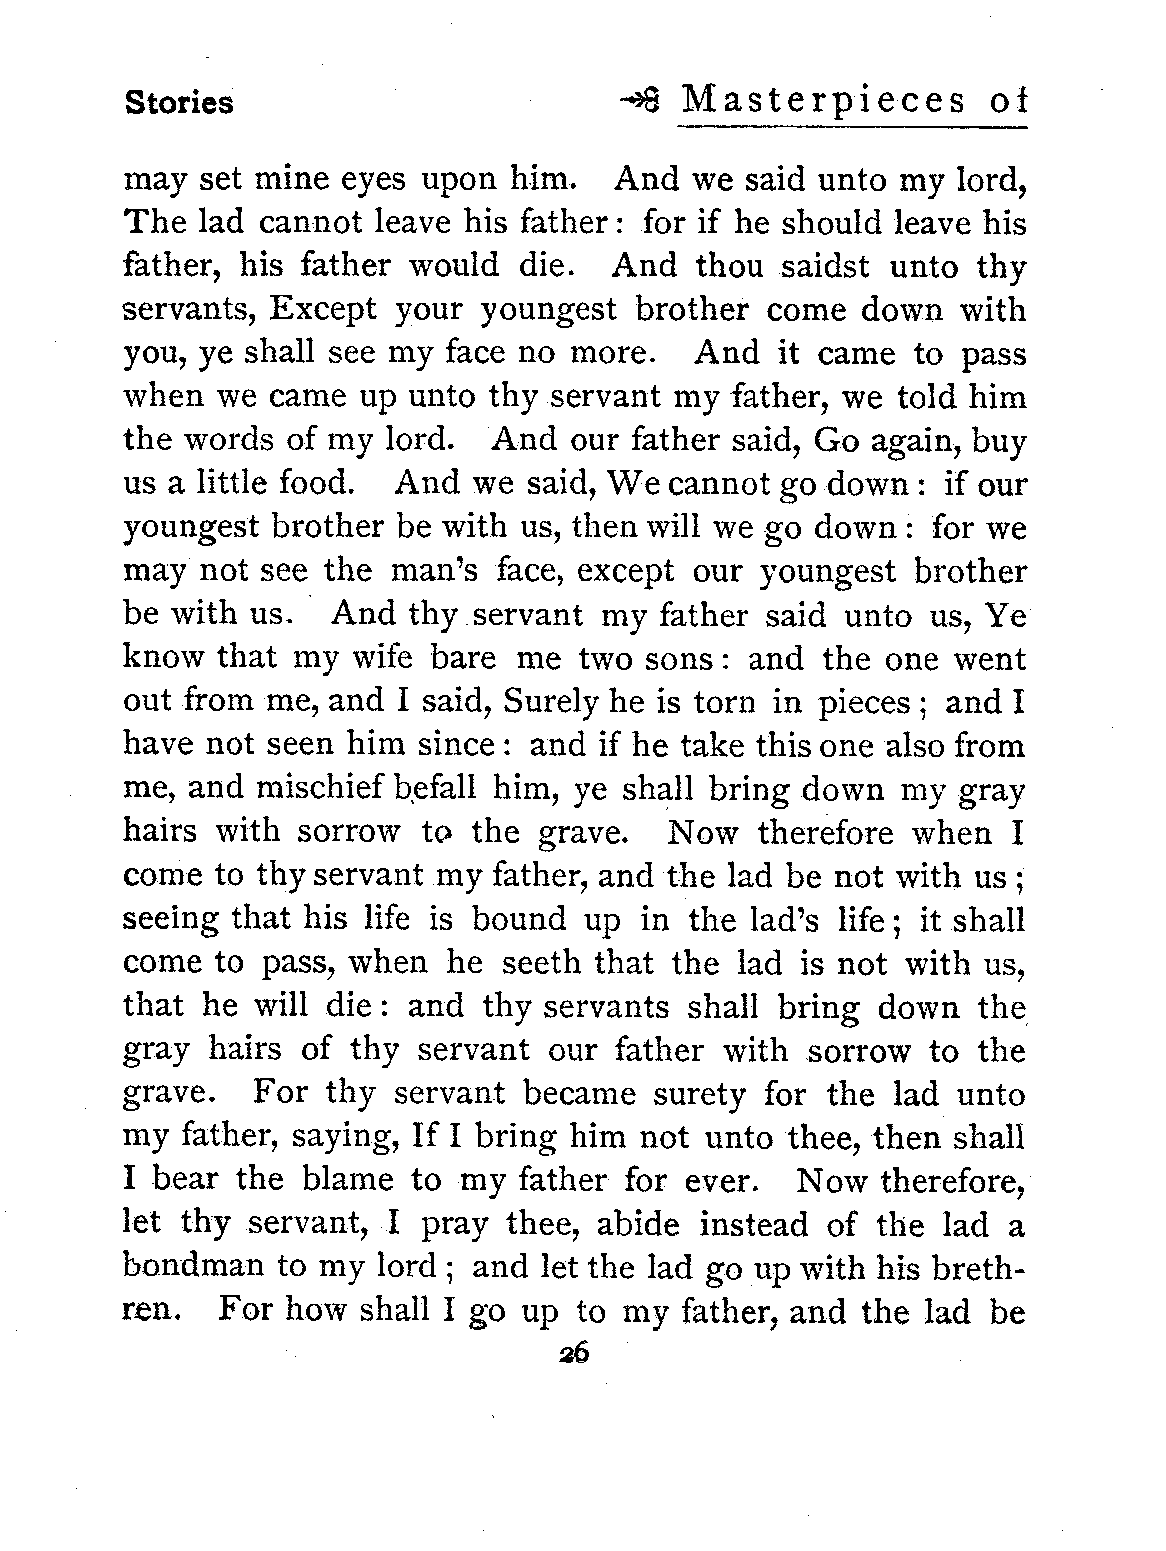 Stories Masterpieces of
may set mine eyes upon him. And we said unto my lord,
The lad cannot leave his father: for if he should leave his
father, his father would die. And thou saidst unto thy
servants, Except your youngest brother come down with
you, ye shall see my face no more. And it came to pass
when we came up unto thy servant my father, we told him
the words of my lord. And our father said, Go again, buy
us a little food. And we said, We cannot go down: if our
youngest brother be with us, then will we go down: for we
may not see the man's face, except our youngest brother
be with us. And thy servant my father said unto us, Ye
know that my wife bare me two sons: and the one went
out from me, and I said, Surely he is torn in pieces; and I
have not seen him since: and if he take this one also from
me, and mischief befall him, ye shall bring down my gray
hairs with sorrow to the grave. Now therefore when I
come to thy servant my father, and the lad be not with us;
seeing that his life is bound up in the lad's life; it shall
come to pass, when he seeth that the lad is not with us,
that he will die: and thy servants shall bring down the
gray hairs of thy servant our father with sorrow to the
grave. For thy servant became surety for the lad unto
my father, saying, If I bring him not unto thee, then shall
I bear the blame to my father for ever. Now therefore,
let thy servant, I pray thee, abide instead of the lad a
bondman to my lord; and let the lad go up with his breth-
ren. For how shall I go up to my father, and the lad be
26